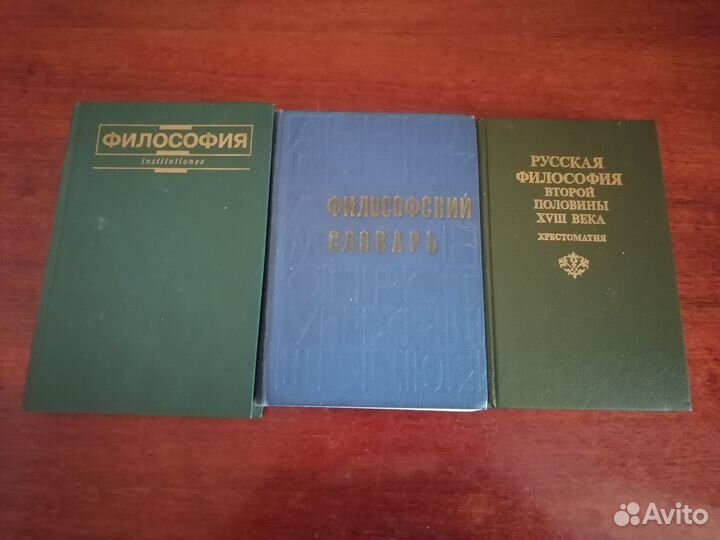 ФИЛОСОФИЯ
Institutiones
ФИЛОСОФСКИЙ
СЛОВАРЬ
РУССКАЯ
ФИЛОСОФИЯ
ВТОРОЙ
ПОЛОВИНЫ
XVIII ВЕКА
ХРЕСТОМАТИЯ
Avito